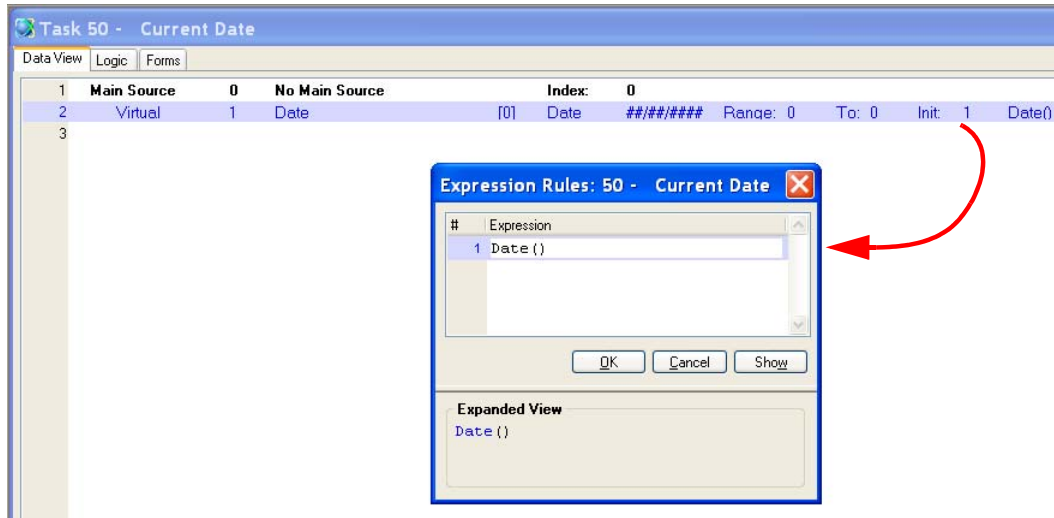 Task 50 - Current Date
Data View Logic Forms
1 Main Source 0 No Main Source Index: 0
2 Virtual 1 Date [0] Date ##/##/#### Range: 0 To: 0 Init: 1 Date()
3
Expression Rules: 50 - Current Date
# Expression
1 Date()
OK Cancel Show
Expanded View
Date()